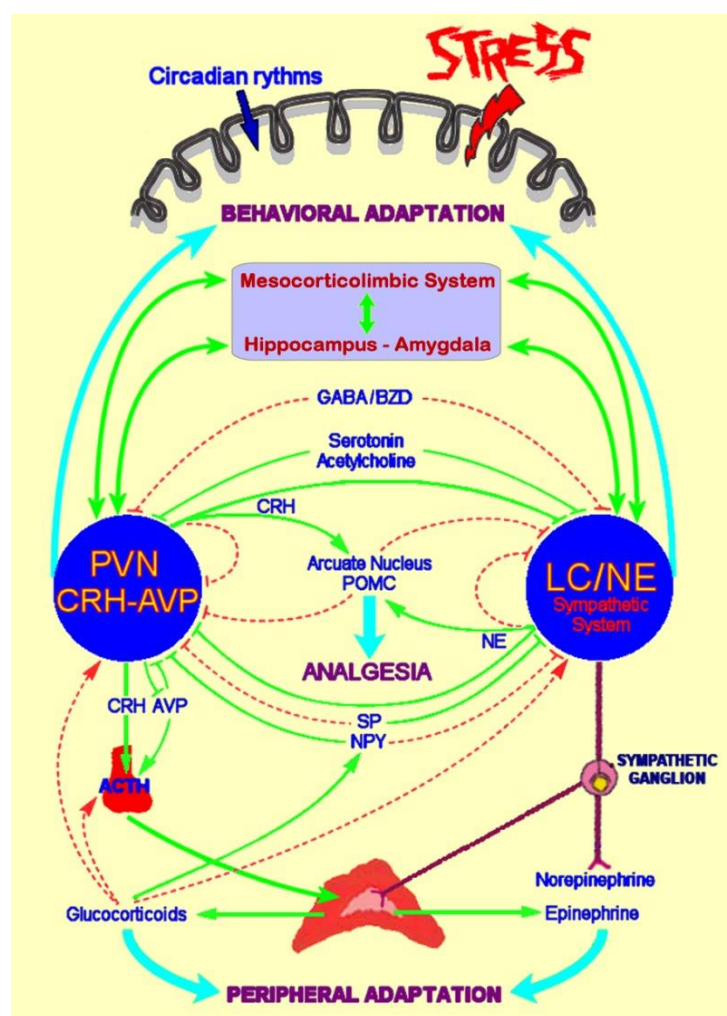 STRESS
Circadian rythms
BEHAVIORAL ADAPTATION
Mesocorticolimbic System
Hippocampus - Amygdala
GABA/BZD
Serotonin
Acetylcholine
CRH
PVN
CRH-AVP
Arcuate Nucleus
POMC
LC/NE
Sympathetic
System
NE
ANALGESIA
CRH AVP
SP
NPY
ACTH
SYMPATHETIC
GANGLION
Norepinephrine
Glucocorticoids
Epinephrine
PERIPHERAL ADAPTATION